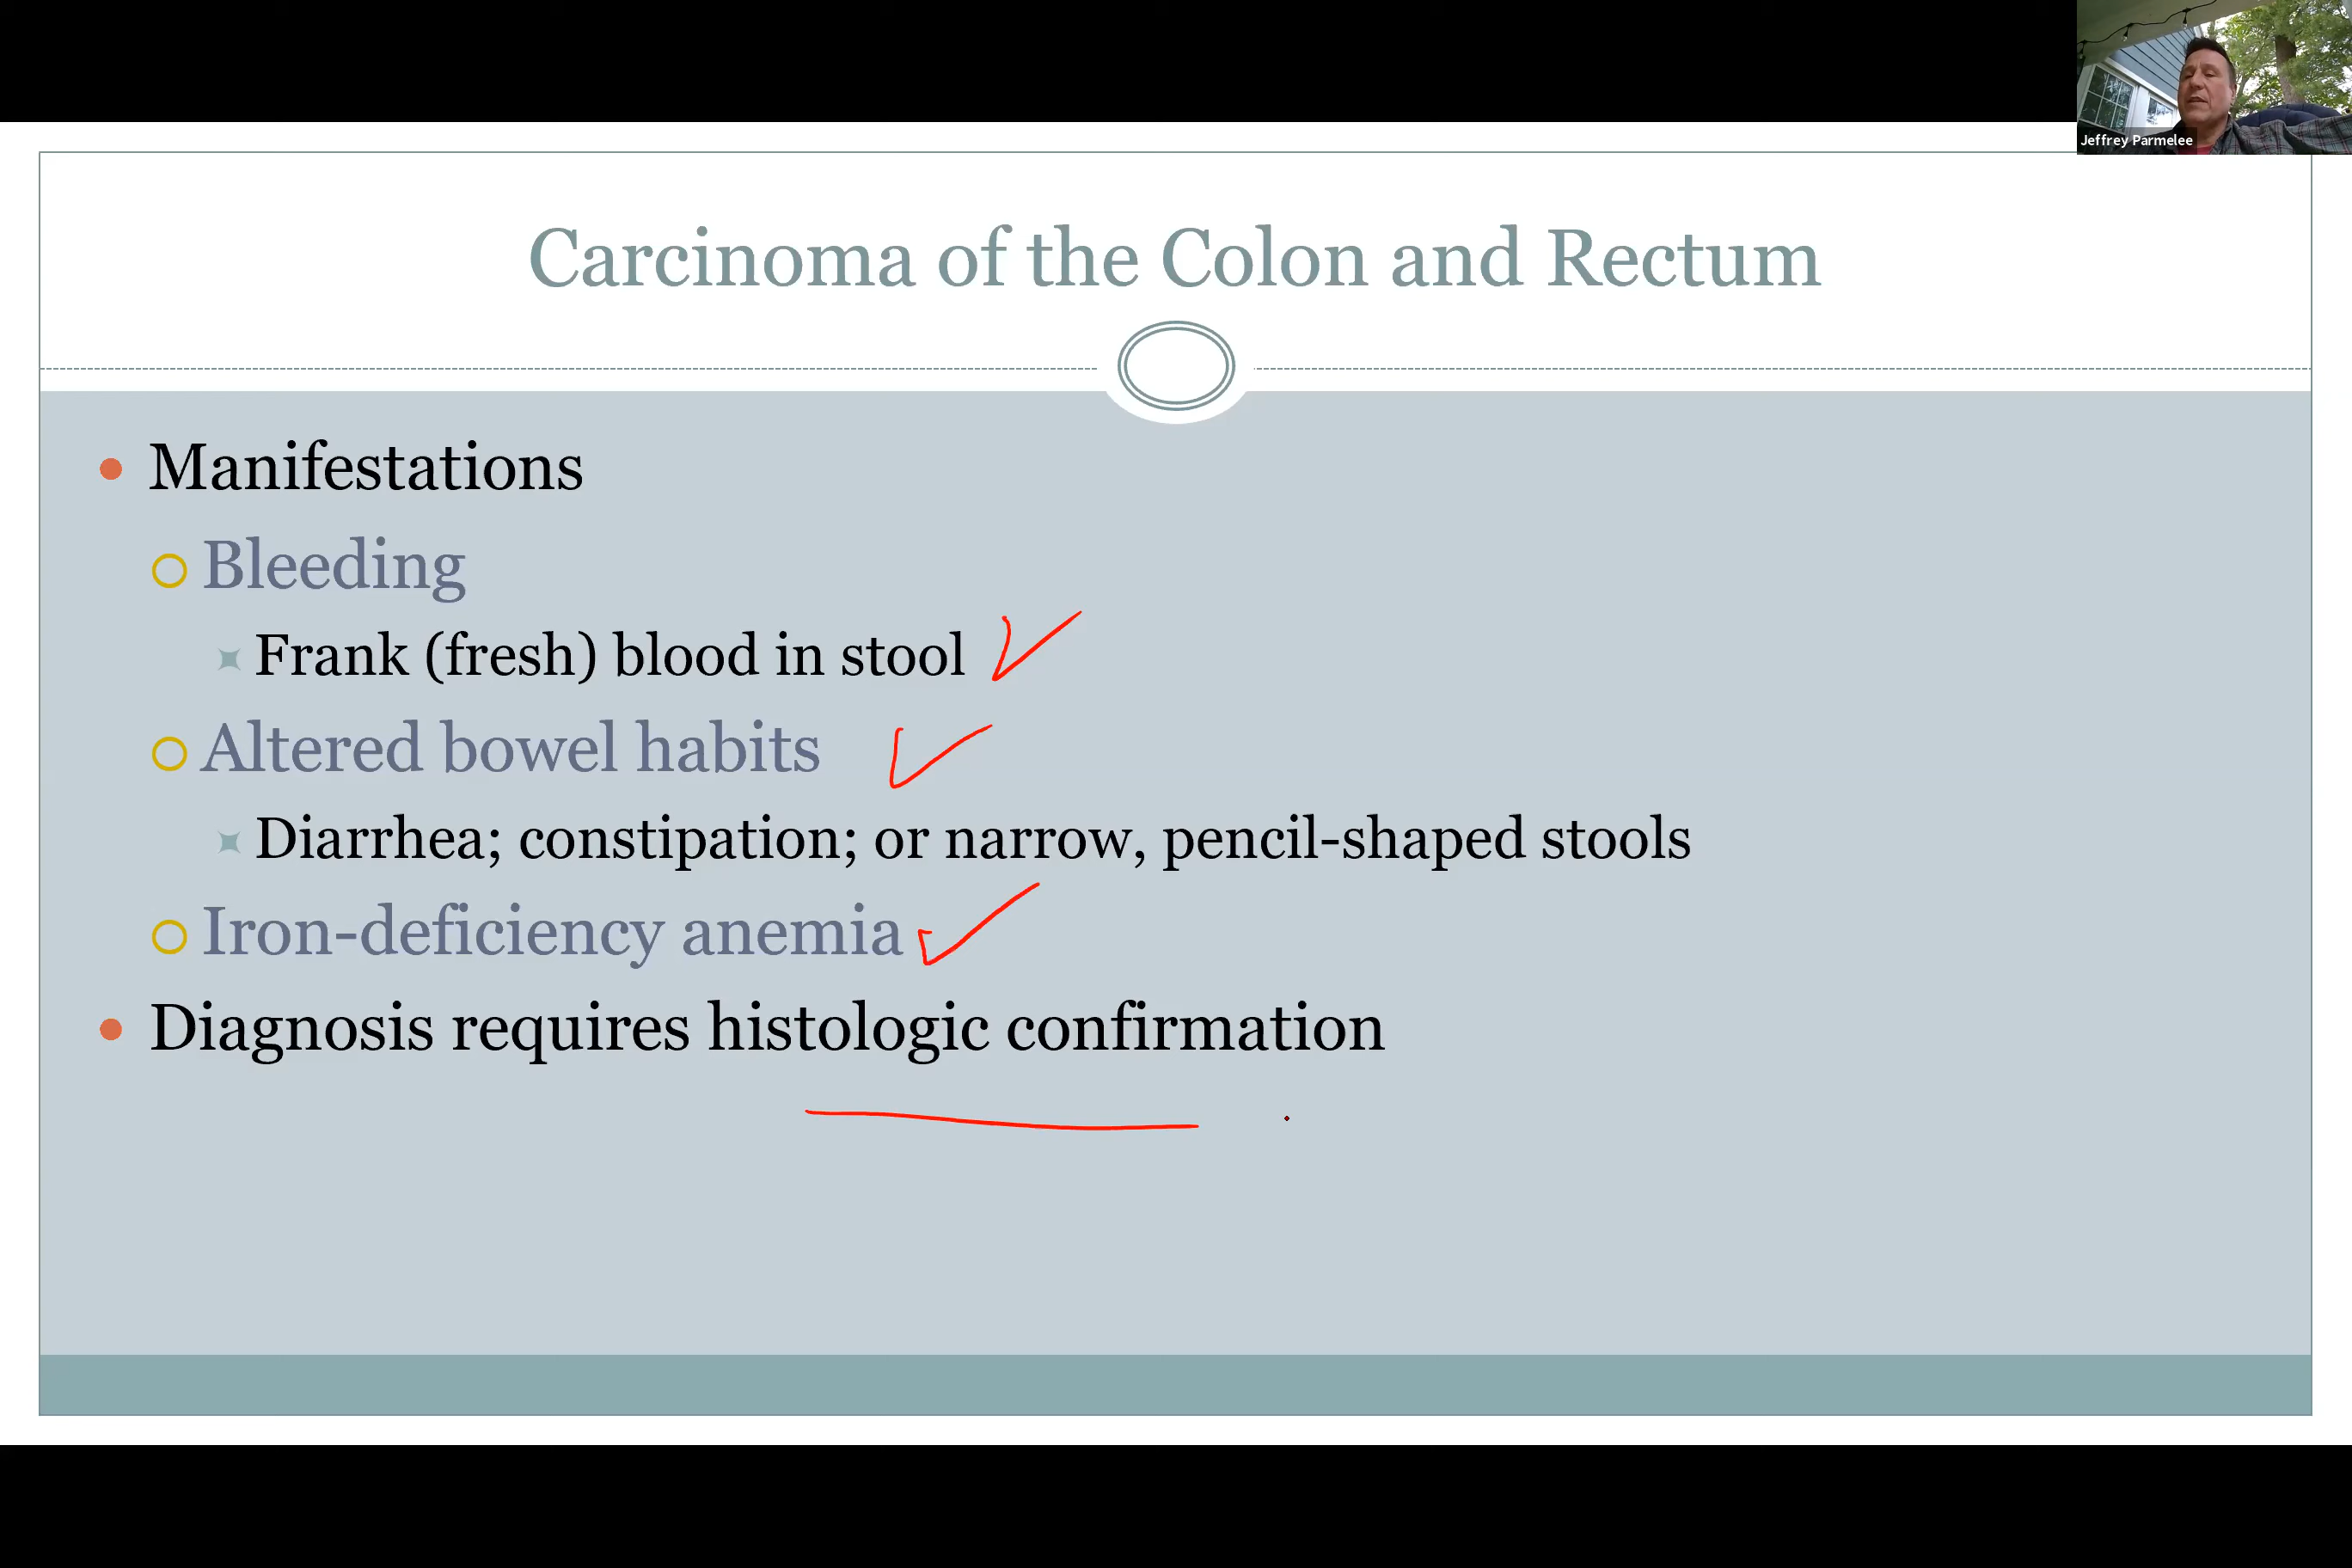 Jeffrey Parmelee
Carcinoma of the Colon and Rectum
Manifestations
Bleeding
Frank (fresh) blood in stool
Altered bowel habits
Diarrhea; constipation; or narrow, pencil-shaped stools
Iron-deficiency anemia
Diagnosis requires histologic confirmation